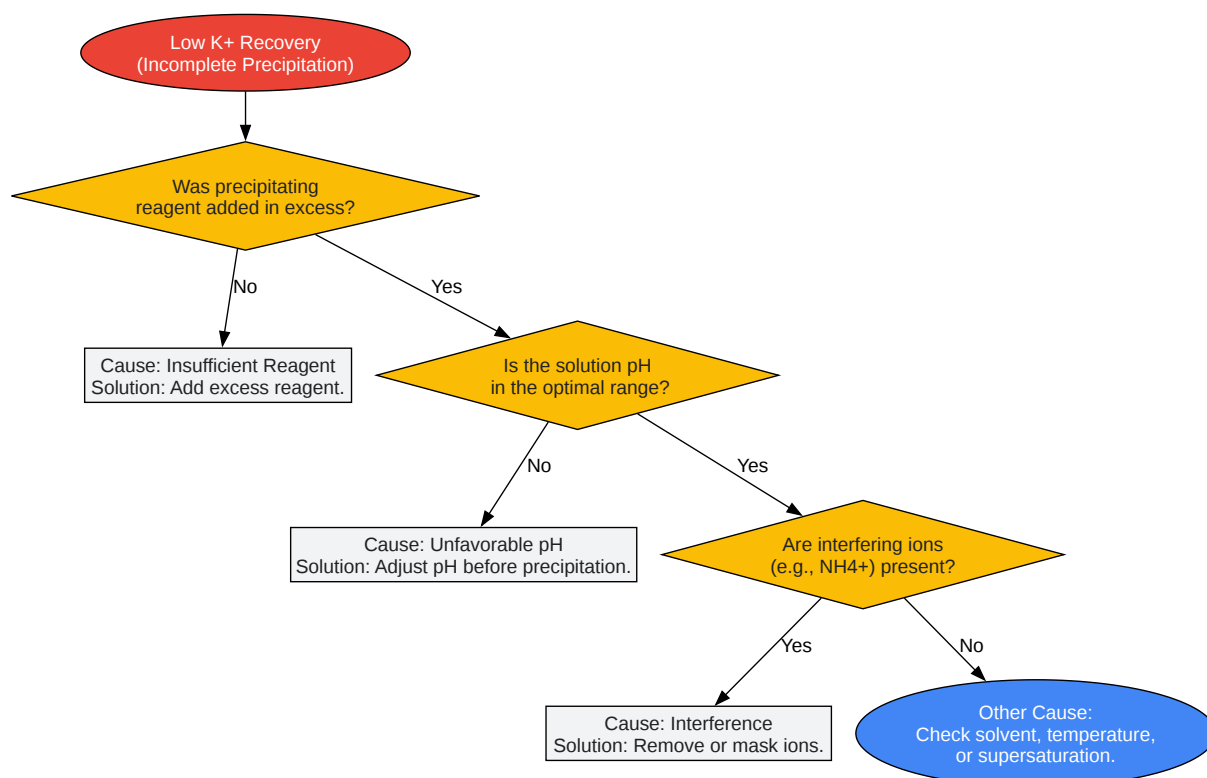 Low K+ Recovery
(Incomplete Precipitation)
Was precipitating
reagent added in excess?
No
Yes
Cause: Insufficient Reagent
Solution: Add excess reagent.
Is the solution pH
in the optimal range?
No
Yes
Cause: Unfavorable pH
Solution: Adjust pH before precipitation.
Are interfering ions
(e.g., NH4+) present?
Yes
No
Cause: Interference
Solution: Remove or mask ions.
Other Cause:
Check solvent, temperature,
or supersaturation.